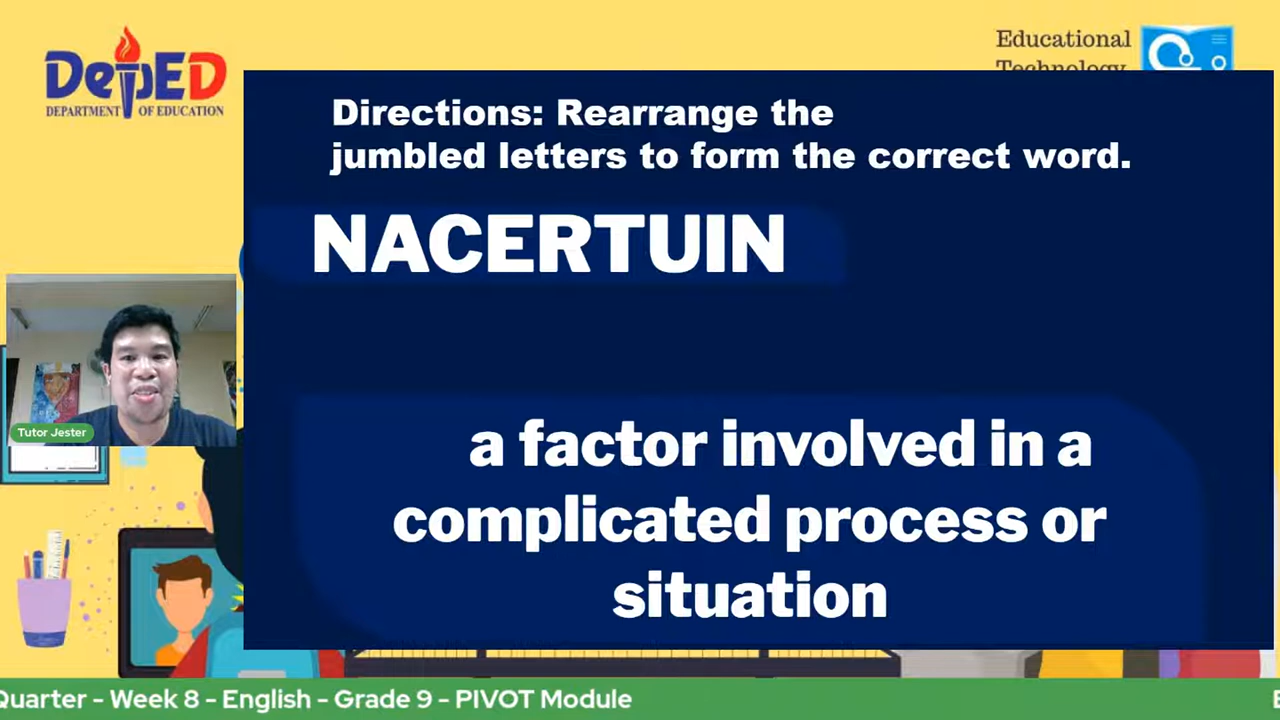 DepED
DEPARTMENT OF EDUCATION
Educational
Technology
Directions: Rearrange the
jumbled letters to form the correct word.
NACERTUIN
a factor involved in a
complicated process or
situation
Tutor Jester
Quarter - Week 8 - English - Grade 9 - PIVOT Module